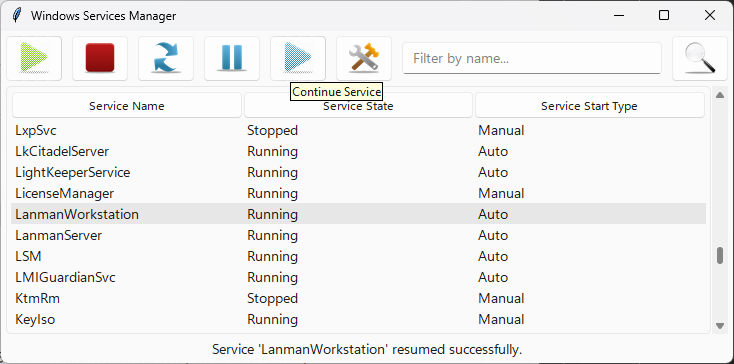 Windows Services Manager
Filter by name...
Continue Service
Service Name Service State Service Start Type
LxpSvc Stopped Manual
LkCitadelServer Running Auto
LightKeeperService Running Auto
LicenseManager Running Manual
LanmanWorkstation Running Auto
LanmanServer Running Auto
LSM Running Auto
LMIGuardianSvc Running Auto
KtmRm Stopped Manual
KeyIso Running Manual
Service 'LanmanWorkstation' resumed successfully.